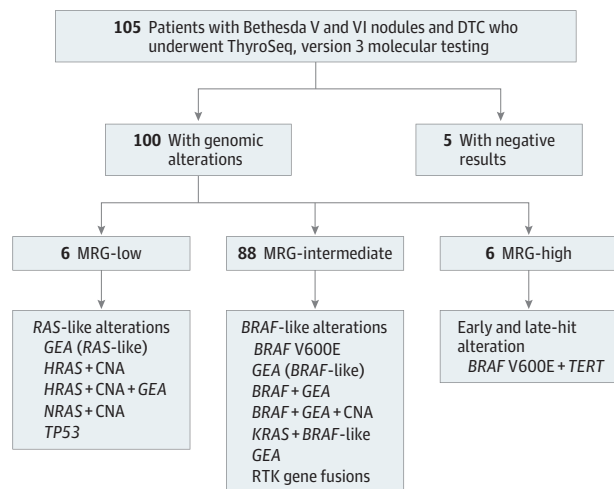 105 Patients with Bethesda V and VI nodules and DTC who
underwent ThyroSeq, version 3 molecular testing
100 With genomic
alterations
5 With negative
results
6 MRG-low
88 MRG-intermediate
6 MRG-high
RAS-like alterations
GEA (RAS-like)
HRAS + CNA
HRAS + CNA + GEA
NRAS + CNA
TP53
BRAF-like alterations
BRAF V600E
GEA (BRAF-like)
BRAF + GEA
BRAF + GEA + CNA
KRAS + BRAF-like
GEA
RTK gene fusions
Early and late-hit
alteration
BRAF V600E + TERT